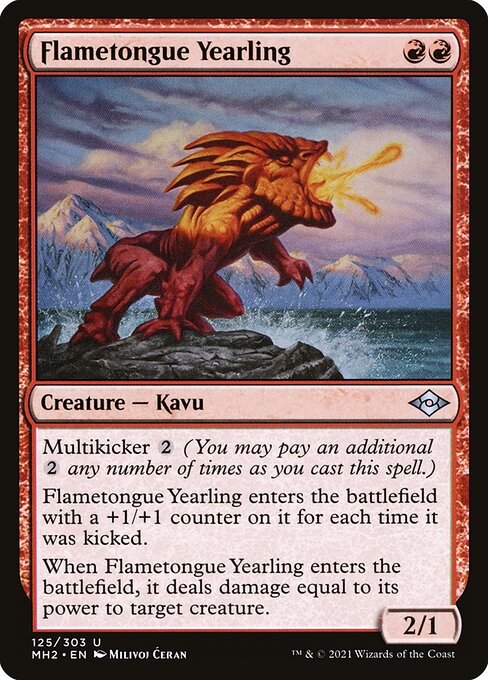 Flametongue Yearling
Creature — Kavu
Multikicker 2 (You may pay an additional
2 any number of times as you cast this spell.)
Flametongue Yearling enters the battlefield
with a +1/+1 counter on it for each time it
was kicked.
When Flametongue Yearling enters the
battlefield, it deals damage equal to its
power to target creature.
2/1
125/303 U
MH2 • EN Milivoj Ćeran
™ & © 2021 Wizards of the Coast